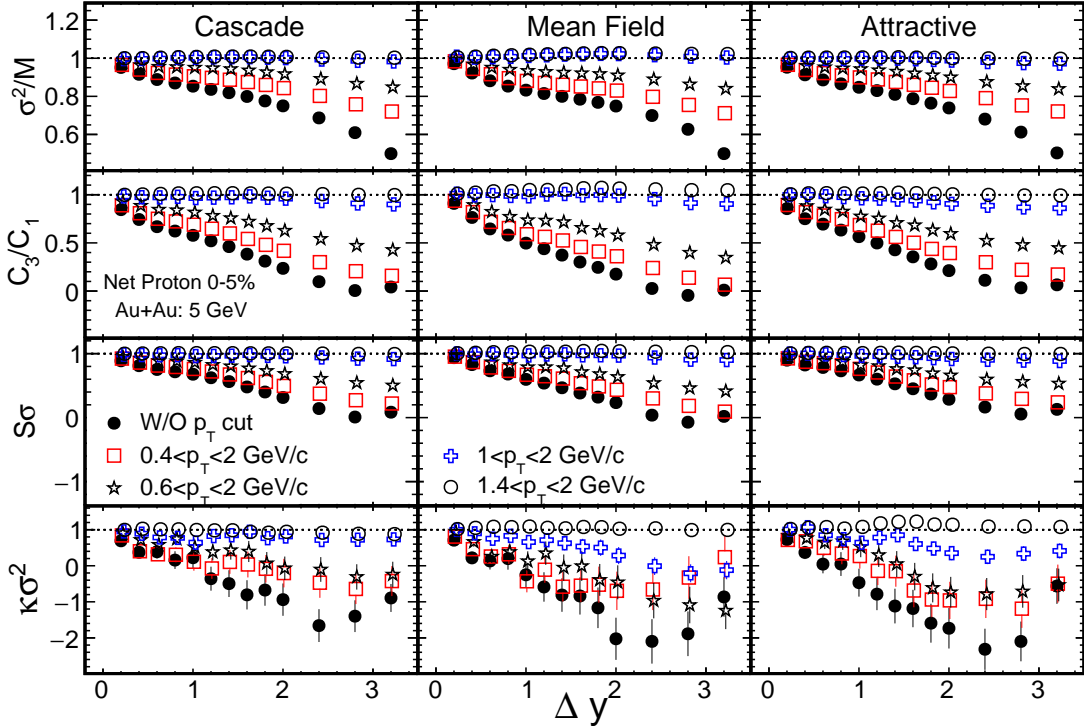 Cascade
Mean Field
Attractive
σ²/M
1.2
1
0.8
0.6
C₃/C₁
1
0.5
0
Net Proton 0-5%
Au+Au: 5 GeV
Sσ
1
0
−1
W/O p_T cut
0.4<p_T<2 GeV/c
0.6<p_T<2 GeV/c
1<p_T<2 GeV/c
1.4<p_T<2 GeV/c
κσ²
1
0
−1
−2
0 1 2 3
0 1 2 3
0 1 2 3
Δ y